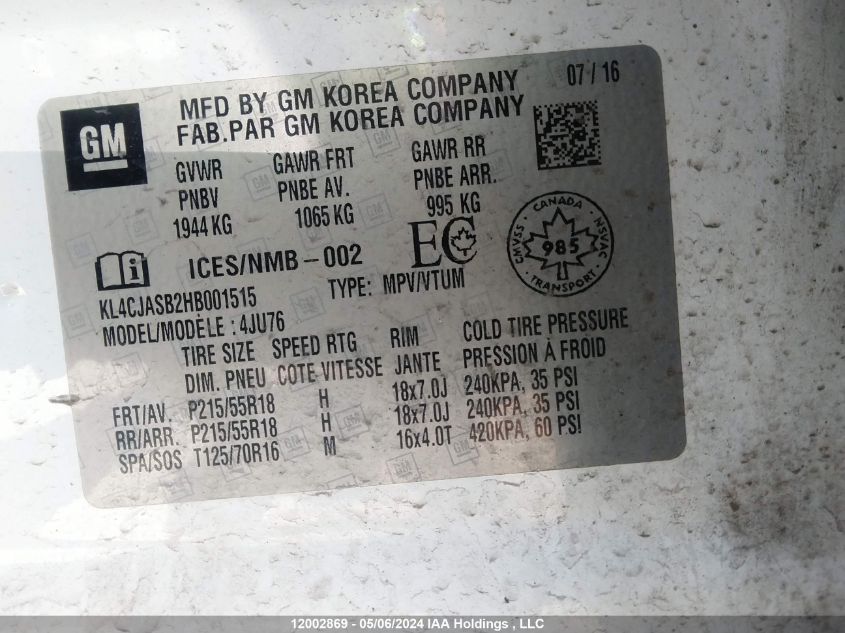 GM
MFD BY GM KOREA COMPANY 07/16
FAB.PAR GM KOREA COMPANY
GVWR GAWR FRT GAWR RR
PNBV PNBE AV. PNBE ARR.
1944 KG 1065 KG 995 KG
ICES/NMB-002 EC
CANADA
CMVSS 985 NSVAC
TRANSPORT
KL4CJASB2HB001515 TYPE: MPV/VTUM
MODEL/MODÈLE: 4JU76
TIRE SIZE SPEED RTG RIM COLD TIRE PRESSURE
DIM. PNEU COTE VITESSE JANTE PRESSION À FROID
FRT/AV. P215/55R18 H 18x7.0J 240KPA, 35 PSI
RR/ARR. P215/55R18 H 18x7.0J 240KPA, 35 PSI
SPA/SOS T125/70R16 M 16x4.0T 420KPA, 60 PSI
12002869 - 05/06/2024 IAA Holdings , LLC